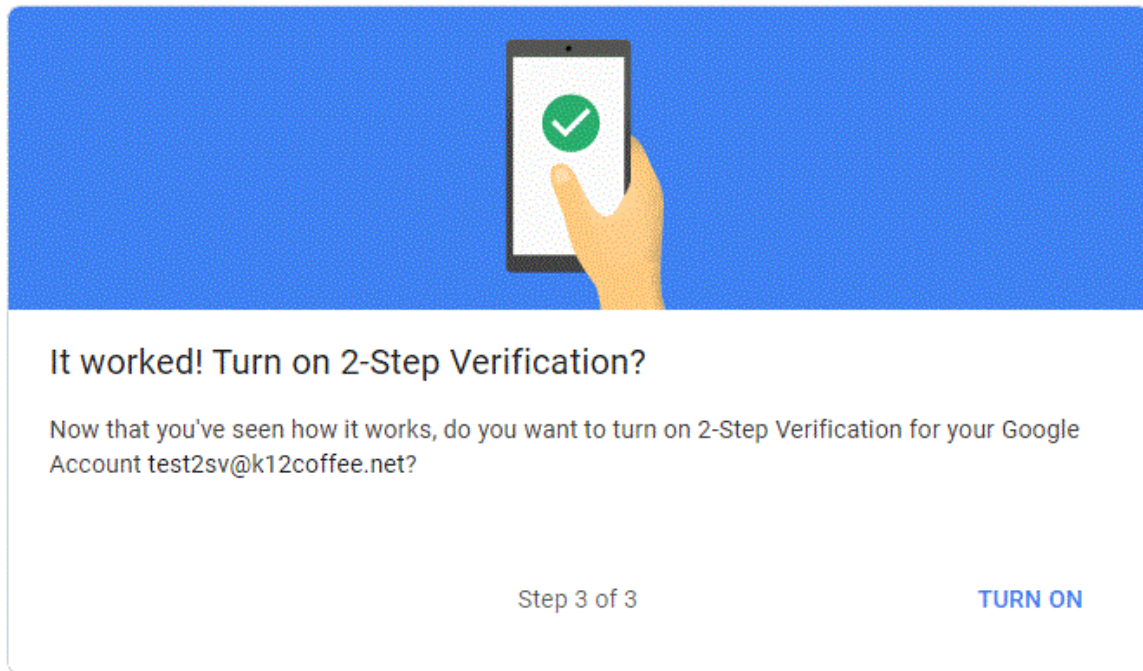 It worked! Turn on 2-Step Verification?
Now that you've seen how it works, do you want to turn on 2-Step Verification for your Google
Account test2sv@k12coffee.net?
Step 3 of 3
TURN ON